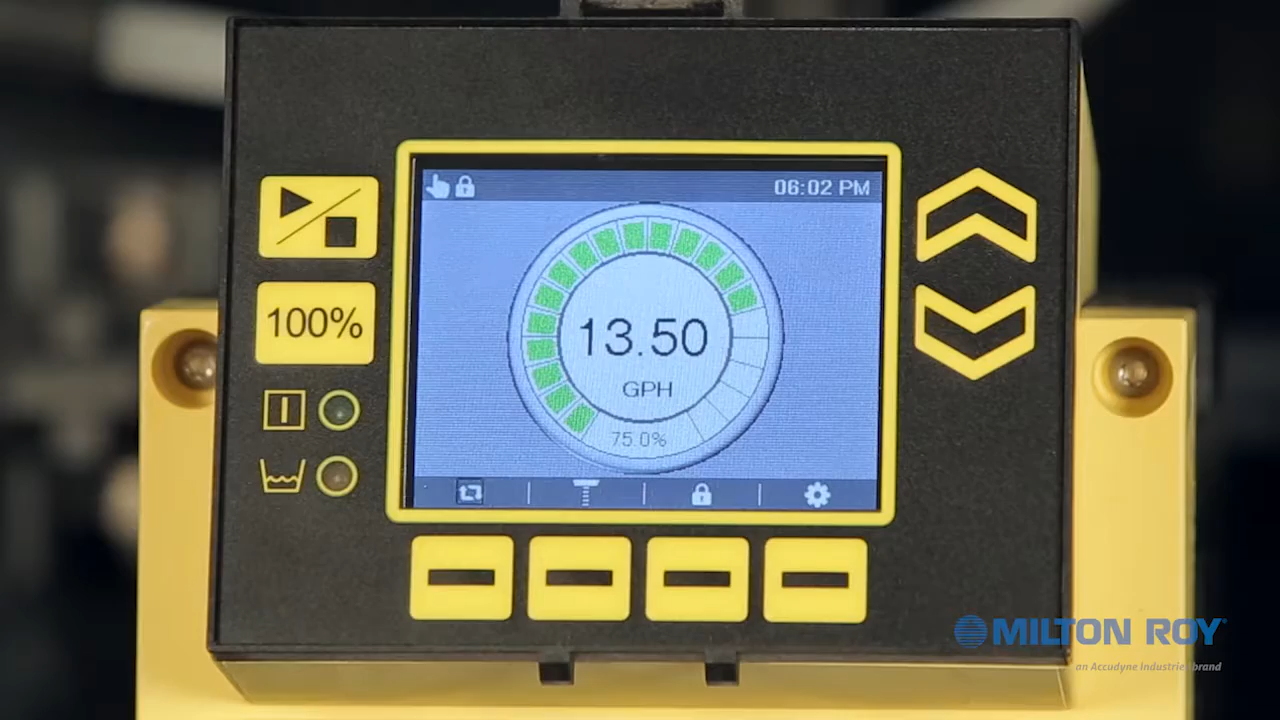 06:02 PM
100%
13.50
GPH
75.0%
MILTON ROY
an Accudyne Industries brand